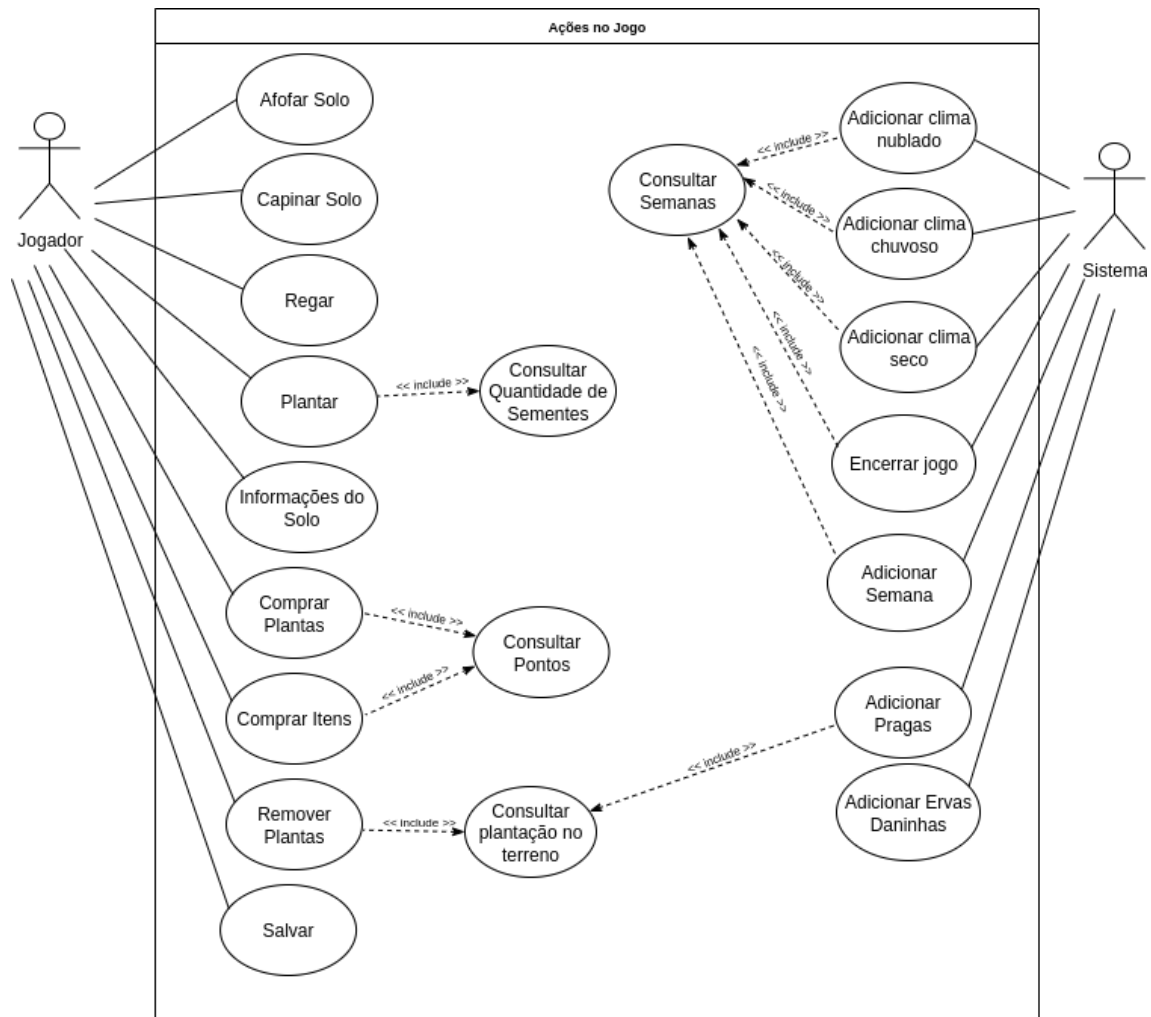 Ações no Jogo
Jogador
Sistema
Afofar Solo
Capinar Solo
Regar
Plantar
<< include >>
Consultar
Quantidade de
Sementes
Informações do
Solo
Comprar
Plantas
<< include >>
Comprar Itens
<< include >>
Consultar
Pontos
Remover
Plantas
<< include >>
Consultar
plantação no
terreno
Salvar
Consultar
Semanas
<< include >>
Adicionar clima
nublado
<< include >>
Adicionar clima
chuvoso
<< include >>
Adicionar clima
seco
<< include >>
Encerrar jogo
<< include >>
Adicionar
Semana
<< include >>
Adicionar
Pragas
Adicionar Ervas
Daninhas